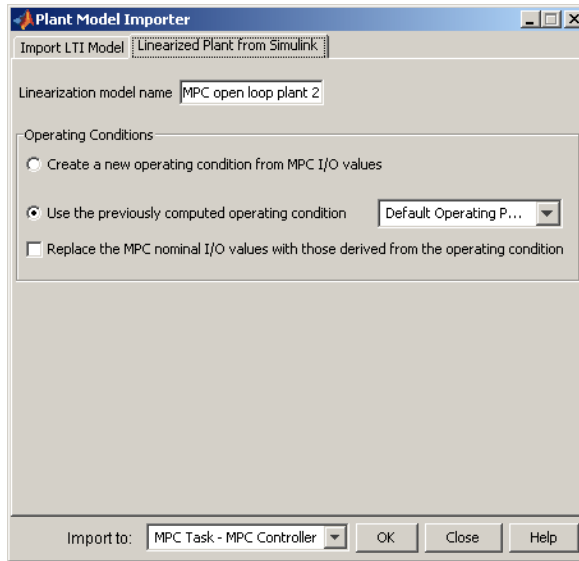 Plant Model Importer
Import LTI Model Linearized Plant from Simulink
Linearization model name MPC open loop plant 2
Operating Conditions
Create a new operating condition from MPC I/O values
Use the previously computed operating condition Default Operating P...
Replace the MPC nominal I/O values with those derived from the operating condition
Import to: MPC Task - MPC Controller OK Close Help